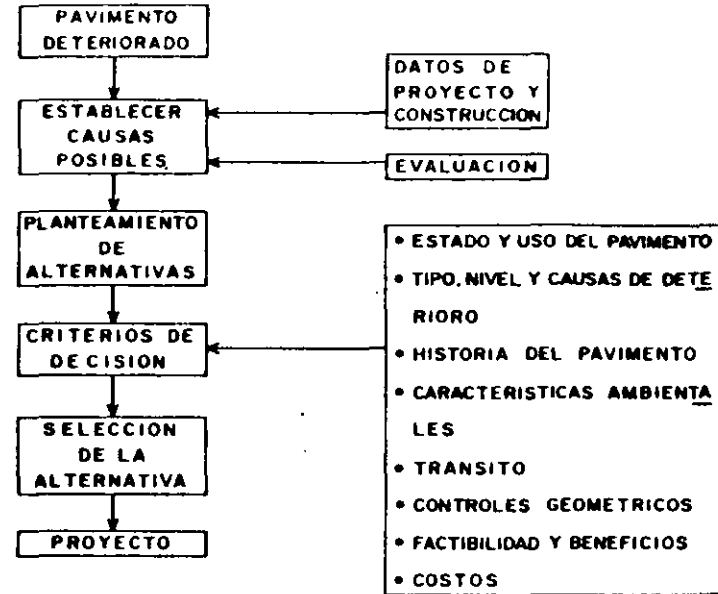 PAVIMENTO
DETERIORADO
ESTABLECER
CAUSAS
POSIBLES
DATOS DE
PROYECTO Y
CONSTRUCCION
EVALUACION
PLANTEAMIENTO
DE
ALTERNATIVAS
CRITERIOS DE
DECISION
SELECCION
DE LA
ALTERNATIVA
PROYECTO
• ESTADO Y USO DEL PAVIMENTO
• TIPO, NIVEL Y CAUSAS DE DETE
RIORO
• HISTORIA DEL PAVIMENTO
• CARACTERISTICAS AMBIENTA
LES
• TRANSITO
• CONTROLES GEOMETRICOS
• FACTIBILIDAD Y BENEFICIOS
• COSTOS